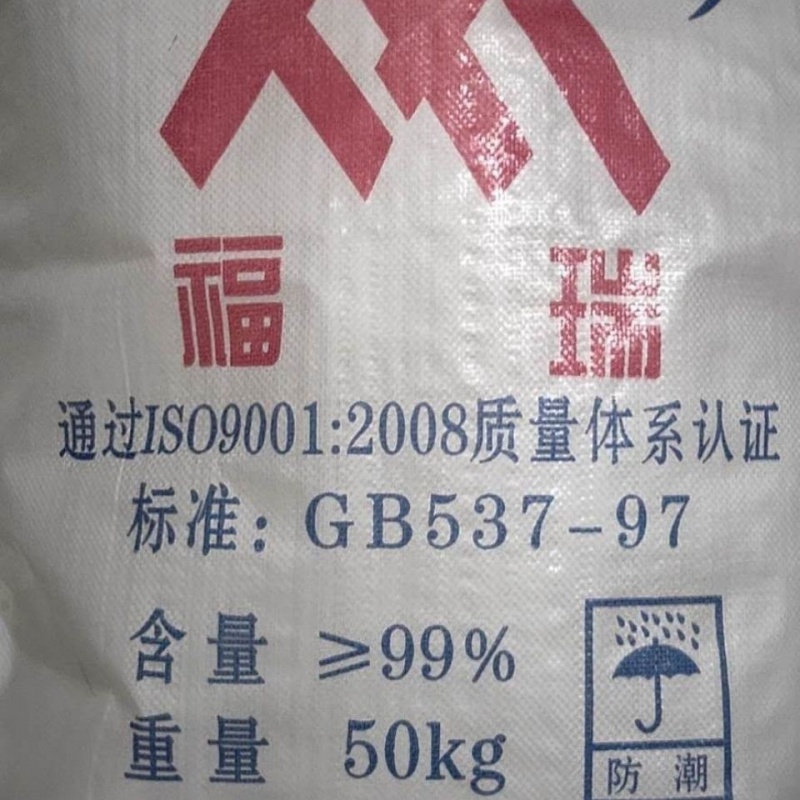 福 瑞
通过ISO9001:2008质量体系认证
标准：GB537-97
含量 ≥99%
重量 50kg
防潮